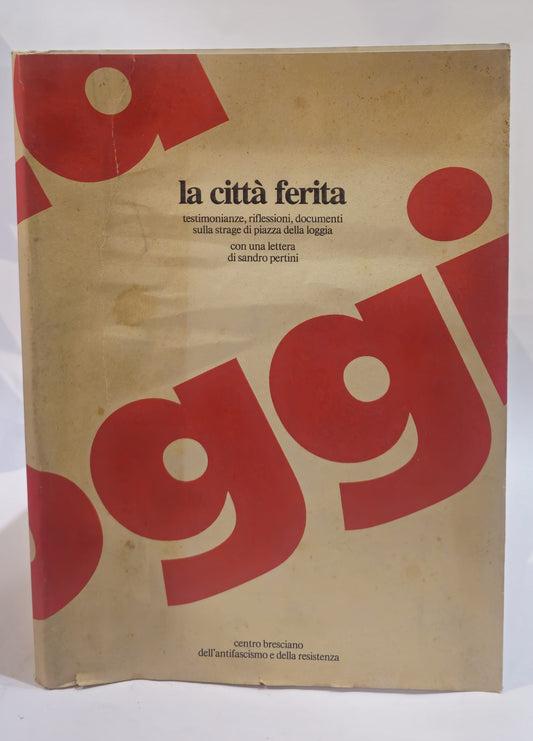 a
la città ferita
testimonianze, riflessioni, documenti
sulla strage di piazza della loggia
con una lettera
di sandro pertini
oggi
centro bresciano
dell'antifascismo e della resistenza